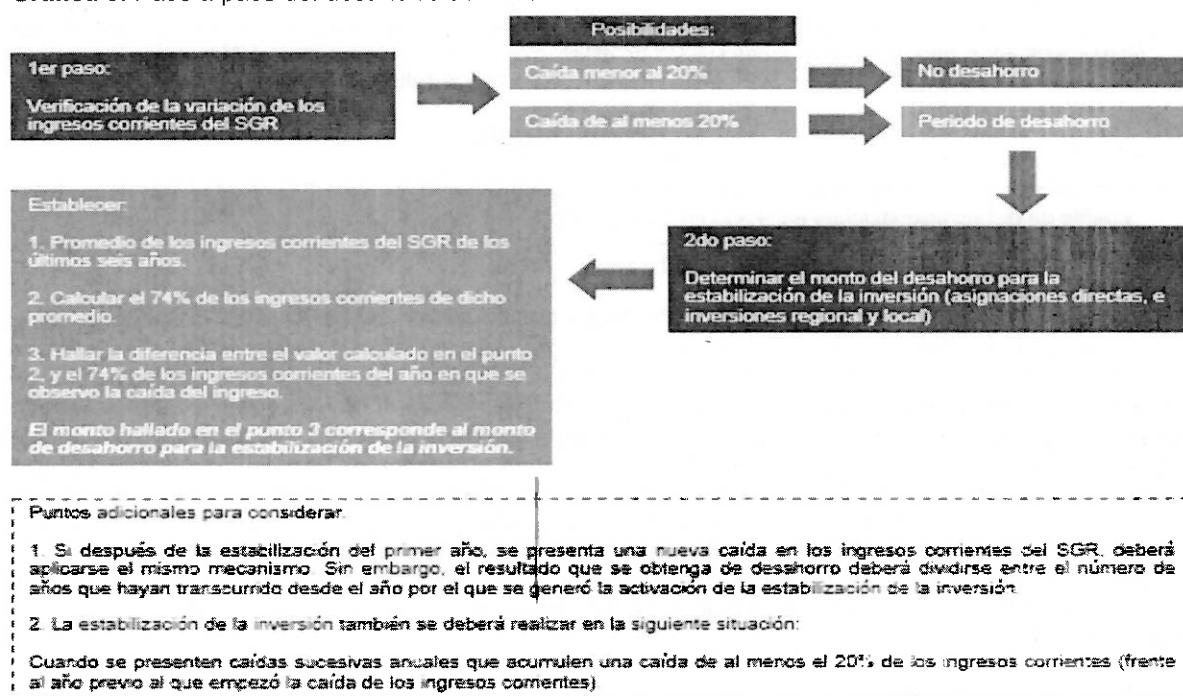 Posibilidades:
1er paso:
Verificación de la variación de los
ingresos corrientes del SGR
Caída menor al 20%
No desahorro
Caída de al menos 20%
Periodo de desahorro
2do paso:
Determinar el monto del desahorro para la
estabilización de la inversión (asignaciones directas, e
inversiones regional y local)
Establecer:
1. Promedio de los ingresos corrientes del SGR de los
últimos seis años.
2. Calcular el 74% de los ingresos corrientes de dicho
promedio.
3. Hallar la diferencia entre el valor calculado en el punto
2, y el 74% de los ingresos corrientes del año en que se
observo la caída del ingreso.
El monto hallado en el punto 3 corresponde al monto
de desahorro para la estabilización de la inversión.
Puntos adicionales para considerar.
1. Si después de la estabilización del primer año, se presenta una nueva caída en los ingresos corrientes del SGR, deberá
aplicarse el mismo mecanismo. Sin embargo, el resultado que se obtenga de desahorro deberá dividirse entre el número de
años que hayan transcurrido desde el año por el que se generó la activación de la estabilización de la inversión.
2. La estabilización de la inversión también se deberá realizar en la siguiente situación:
Cuando se presenten caídas sucesivas anuales que acumulen una caída de al menos el 20% de los ingresos corrientes (frente
al año previo al que empezó la caída de los ingresos corrientes)